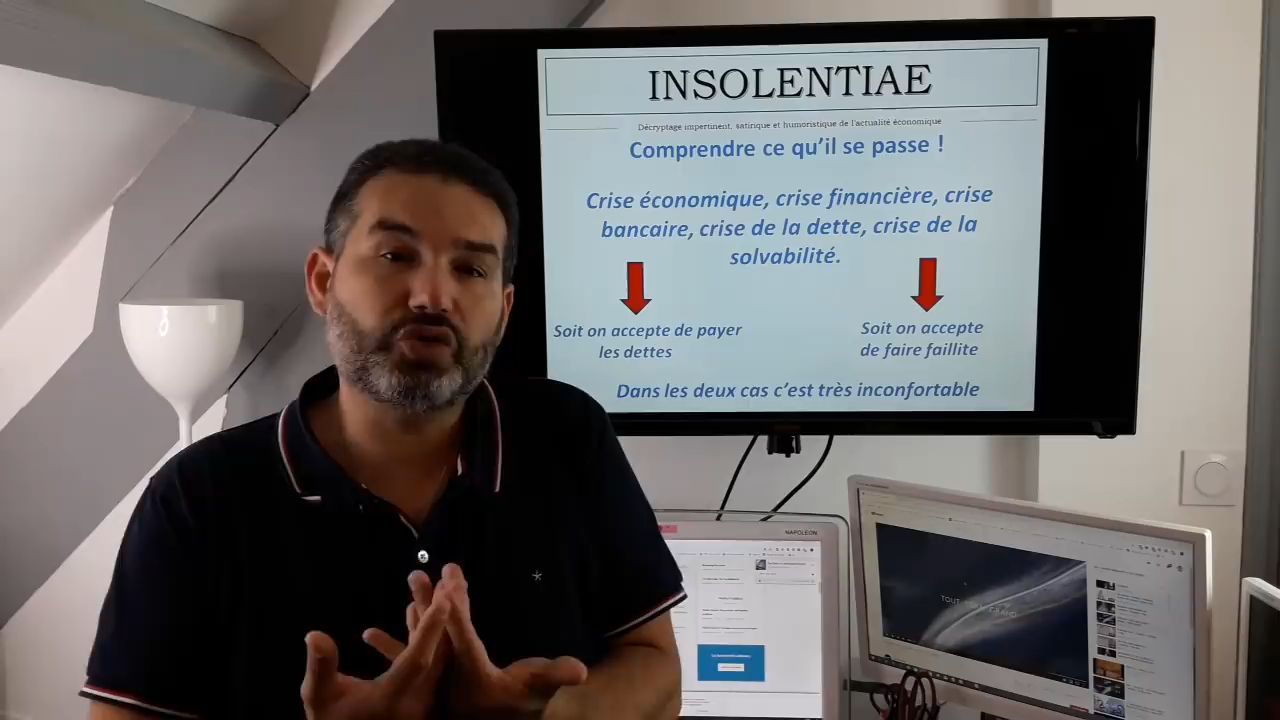 INSOLENTIAE
Décryptage impertinent, satirique et humoristique de l'actualité économique
Comprendre ce qu'il se passe !
Crise économique, crise financière, crise
bancaire, crise de la dette, crise de la
solvabilité.
Soit on accepte de payer
les dettes
Soit on accepte
de faire faillite
Dans les deux cas c'est très inconfortable
NAPOLEON